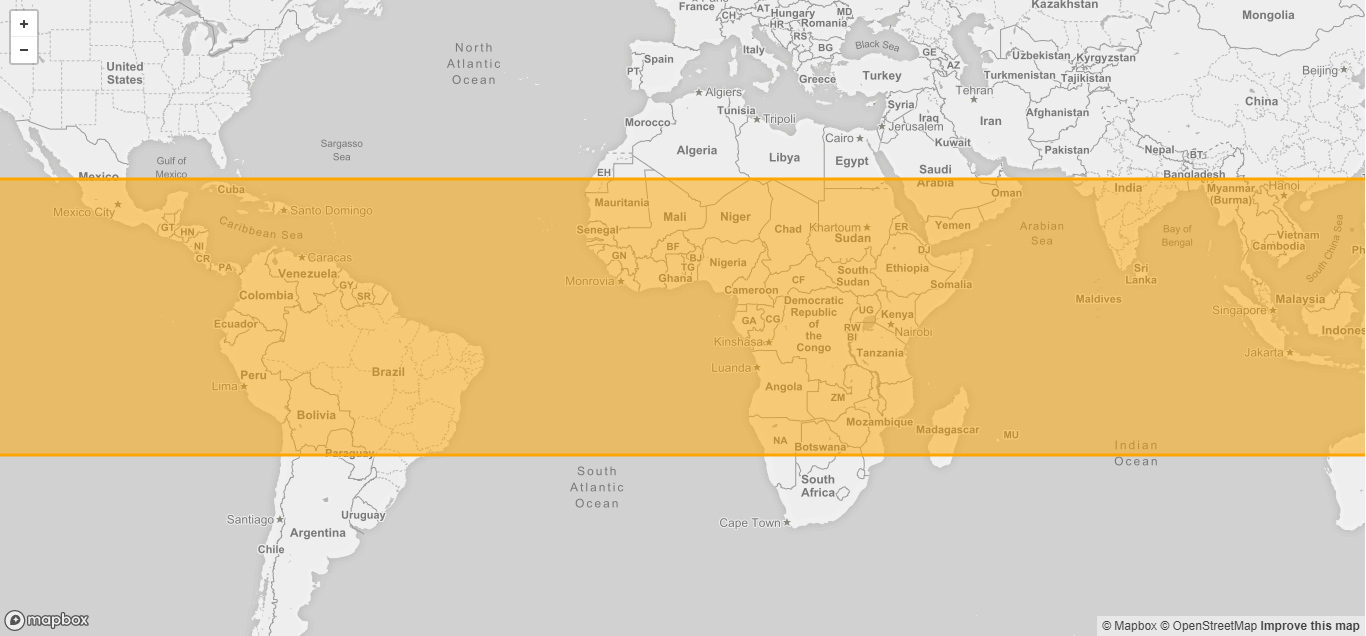 +
−
France
CH
AT
Hungary
MD
Kazakhstan
Mongolia
HR
Romania
RS
BG
Black Sea
GE
AZ
Uzbekistan
Kyrgyzstan
North
Atlantic
Ocean
United
States
Spain
Italy
PT
Greece
Turkey
Turkmenistan
Tajikistan
Beijing
Algiers
Tunisia
Tripoli
Syria
Iraq
Tehran
Iran
Afghanistan
China
Morocco
Cairo
Jerusalem
Kuwait
Sargasso
Sea
Algeria
Libya
Egypt
Saudi
Arabia
Pakistan
Nepal
BT
Bangladesh
Gulf of
Mexico
Mexico
EH
Cuba
Mexico City
Santo Domingo
Mauritania
Mali
Niger
Oman
India
Myanmar
(Burma)
Hanoi
GT
HN
NI
CR
PA
Caribbean Sea
Caracas
Senegal
Chad
Khartoum
Sudan
ER
Yemen
Arabian
Sea
Bay of
Bengal
Vietnam
Cambodia
South China Sea
Ph
Venezuela
Colombia
GY
SR
GN
BF
BJ
TG
Ghana
Nigeria
Monrovia
DJ
Ethiopia
South
Sudan
CF
Cameroon
Somalia
Sri
Lanka
Maldives
Singapore
Malaysia
Indones
Ecuador
GA
CG
Democratic
Republic
of
the
Congo
UG
Kenya
RW
BI
Nairobi
Kinshasa
Tanzania
Jakarta
Lima
Peru
Brazil
Luanda
Angola
ZM
Bolivia
Mozambique
Madagascar
MU
Paraguay
NA
Botswana
Indian
Ocean
South
Atlantic
Ocean
South
Africa
Santiago
Uruguay
Argentina
Cape Town
Chile
mapbox
© Mapbox © OpenStreetMap Improve this map